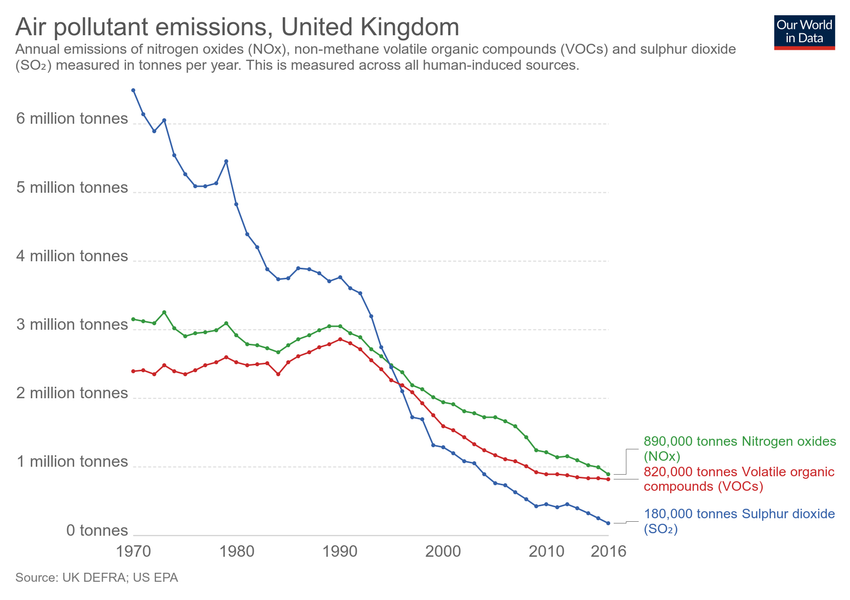 Air pollutant emissions, United Kingdom
Our World
in Data
Annual emissions of nitrogen oxides (NOx), non-methane volatile organic compounds (VOCs) and sulphur dioxide
(SO₂) measured in tonnes per year. This is measured across all human-induced sources.
6 million tonnes
5 million tonnes
4 million tonnes
3 million tonnes
2 million tonnes
1 million tonnes
0 tonnes
890,000 tonnes Nitrogen oxides
(NOx)
820,000 tonnes Volatile organic
compounds (VOCs)
180,000 tonnes Sulphur dioxide
(SO₂)
1970 1980 1990 2000 2010 2016
Source: UK DEFRA; US EPA